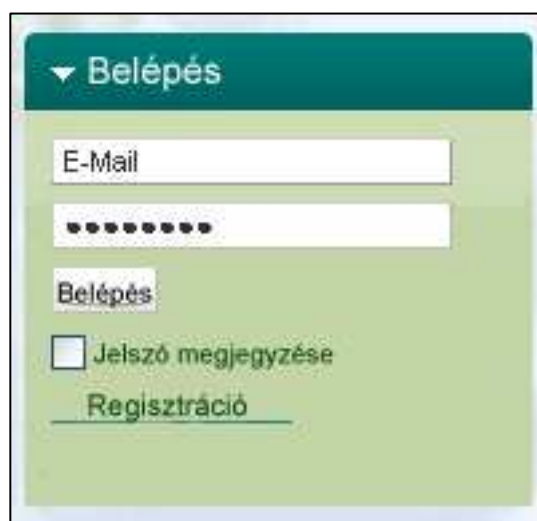 Belépés
E-Mail
••••••••
Belépés
Jelszó megjegyzése
Regisztráció